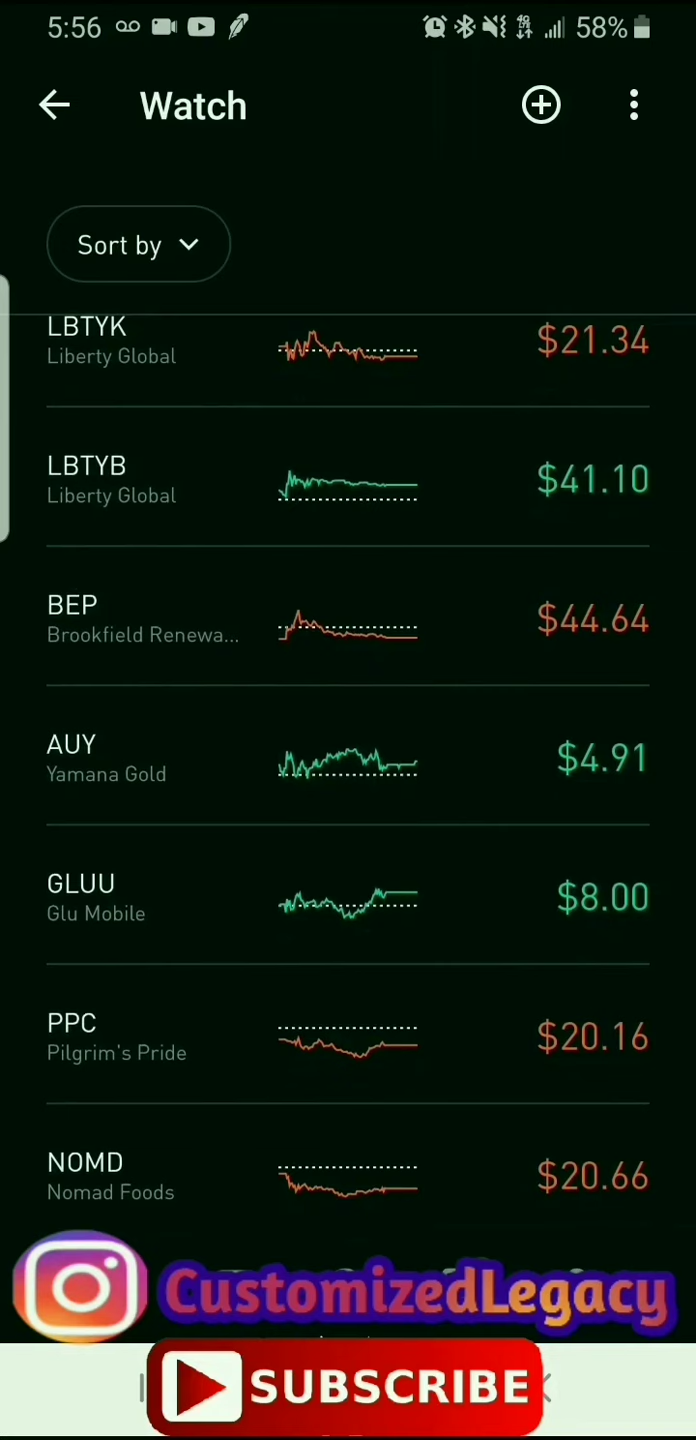 5:56
58%
Watch
Sort by
LBTYK
Liberty Global
$21.34
LBTYB
Liberty Global
$41.10
BEP
Brookfield Renewa...
$44.64
AUY
Yamana Gold
$4.91
GLUU
Glu Mobile
$8.00
PPC
Pilgrim's Pride
$20.16
NOMD
Nomad Foods
$20.66
CustomizedLegacy
SUBSCRIBE